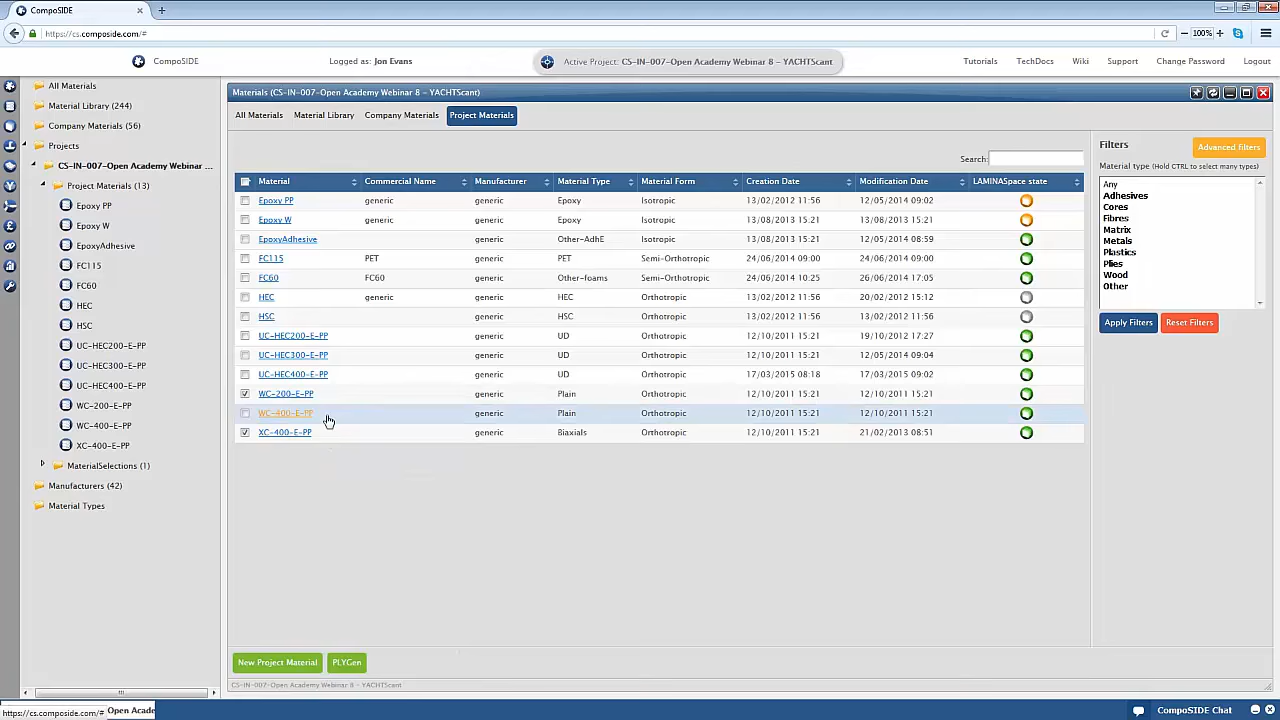 CompoSIDE
https://cs.composide.com/#
100%
CompoSIDE
Logged as: Jon Evans
Active Project: CS-IN-007-Open Academy Webinar 8 - YACHTScant
Tutorials
TechDocs
Wiki
Support
Change Password
Logout
All Materials
Material Library (244)
Company Materials (56)
Projects
CS-IN-007-Open Academy Webinar ...
Project Materials (13)
Epoxy PP
Epoxy W
EpoxyAdhesive
FC115
FC60
HEC
HSC
UC-HEC200-E-PP
UC-HEC300-E-PP
UC-HEC400-E-PP
WC-200-E-PP
WC-400-E-PP
XC-400-E-PP
MaterialSelections (1)
Manufacturers (42)
Material Types
Materials (CS-IN-007-Open Academy Webinar 8 - YACHTScant)
All Materials Material Library Company Materials Project Materials
Search:
Material Commercial Name Manufacturer Material Type Material Form Creation Date Modification Date LAMINASpace state
Epoxy PP generic generic Epoxy Isotropic 13/02/2012 11:56 12/05/2014 09:02
Epoxy W generic generic Epoxy Isotropic 13/08/2013 15:21 13/08/2013 15:21
EpoxyAdhesive generic Other-AdhE Isotropic 13/08/2013 15:21 12/05/2014 08:59
FC115 PET generic PET Semi-Orthotropic 24/06/2014 09:00 24/06/2014 09:00
FC60 FC60 generic Other-foams Semi-Orthotropic 24/06/2014 10:25 26/06/2014 17:05
HEC generic generic HEC Orthotropic 13/02/2012 11:56 20/02/2012 15:12
HSC generic HSC Orthotropic 13/02/2012 11:56 13/02/2012 11:56
UC-HEC200-E-PP generic UD Orthotropic 12/10/2011 15:21 19/10/2012 17:27
UC-HEC300-E-PP generic UD Orthotropic 12/10/2011 15:21 12/05/2014 09:04
UC-HEC400-E-PP generic UD Orthotropic 17/03/2015 08:18 17/03/2015 09:02
WC-200-E-PP generic Plain Orthotropic 12/10/2011 15:21 12/10/2011 15:21
WC-400-E-PP generic Plain Orthotropic 12/10/2011 15:21 12/10/2011 15:21
XC-400-E-PP generic Biaxials Orthotropic 12/10/2011 15:21 21/02/2013 08:51
Filters
Advanced filters
Material type (Hold CTRL to select many types)
Any
Adhesives
Cores
Fibres
Matrix
Metals
Plastics
Plies
Wood
Other
Apply Filters
Reset Filters
New Project Material
PLYGen
CS-IN-007-Open Academy Webinar 8 - YACHTScant
https://cs.composide.com/#
Open Acade
CompoSIDE Chat